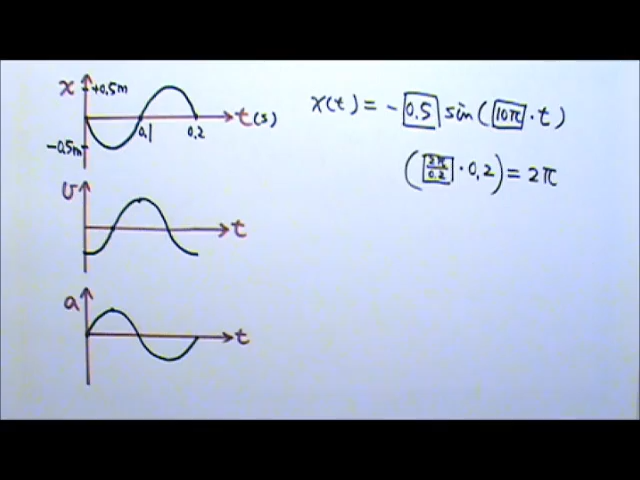 x +0.5m
t(s)
0.1 0.2
-0.5m
v
t
a
t
x(t) = - 0.5 sin( 10π · t )
( 2π/0.2 · 0.2 ) = 2π